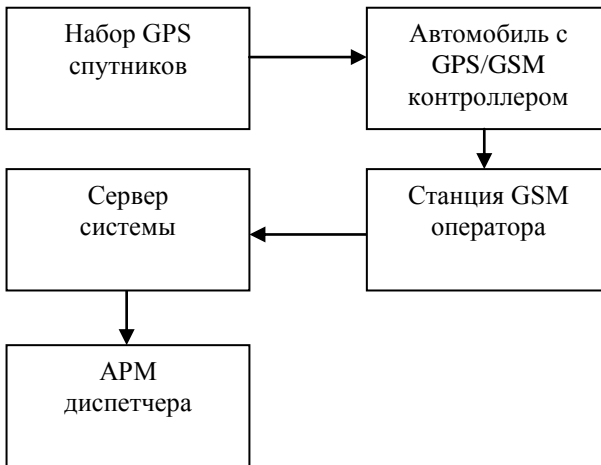 Набор GPS
спутников
Автомобиль с
GPS/GSM
контроллером
Станция GSM
оператора
Сервер
системы
АРМ
диспетчера